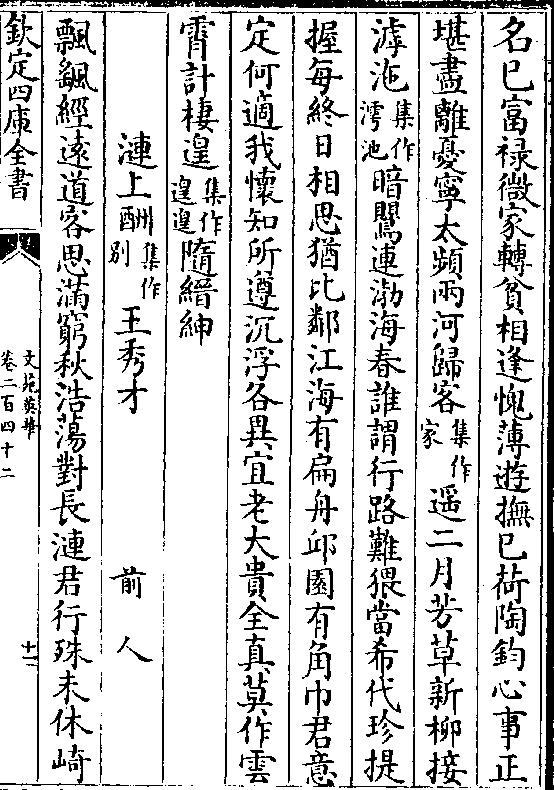 名已富祿微家轉貧相逢愧薄遊撫已荷陶鈞心事正
堪盡離憂寧太頻兩河歸客集作家遥二月芳草新柳接
滹沲集作滹池暗鸎連渤海春誰謂行路難猥當希代珍提
握每終日相思猶比鄰江海有扁舟邱園有角巾君意
定何適我懷知所遵沉浮各異宜老大貴全真莫作雲
霄計棲遑集作遑遑隨縉紳
漣上酬集作别王秀才 前人
飄颻經遠道客思滿窮秋浩蕩對長漣君行殊未休崎
欽定四庫全書
文苑英華
卷二百四十二
十一